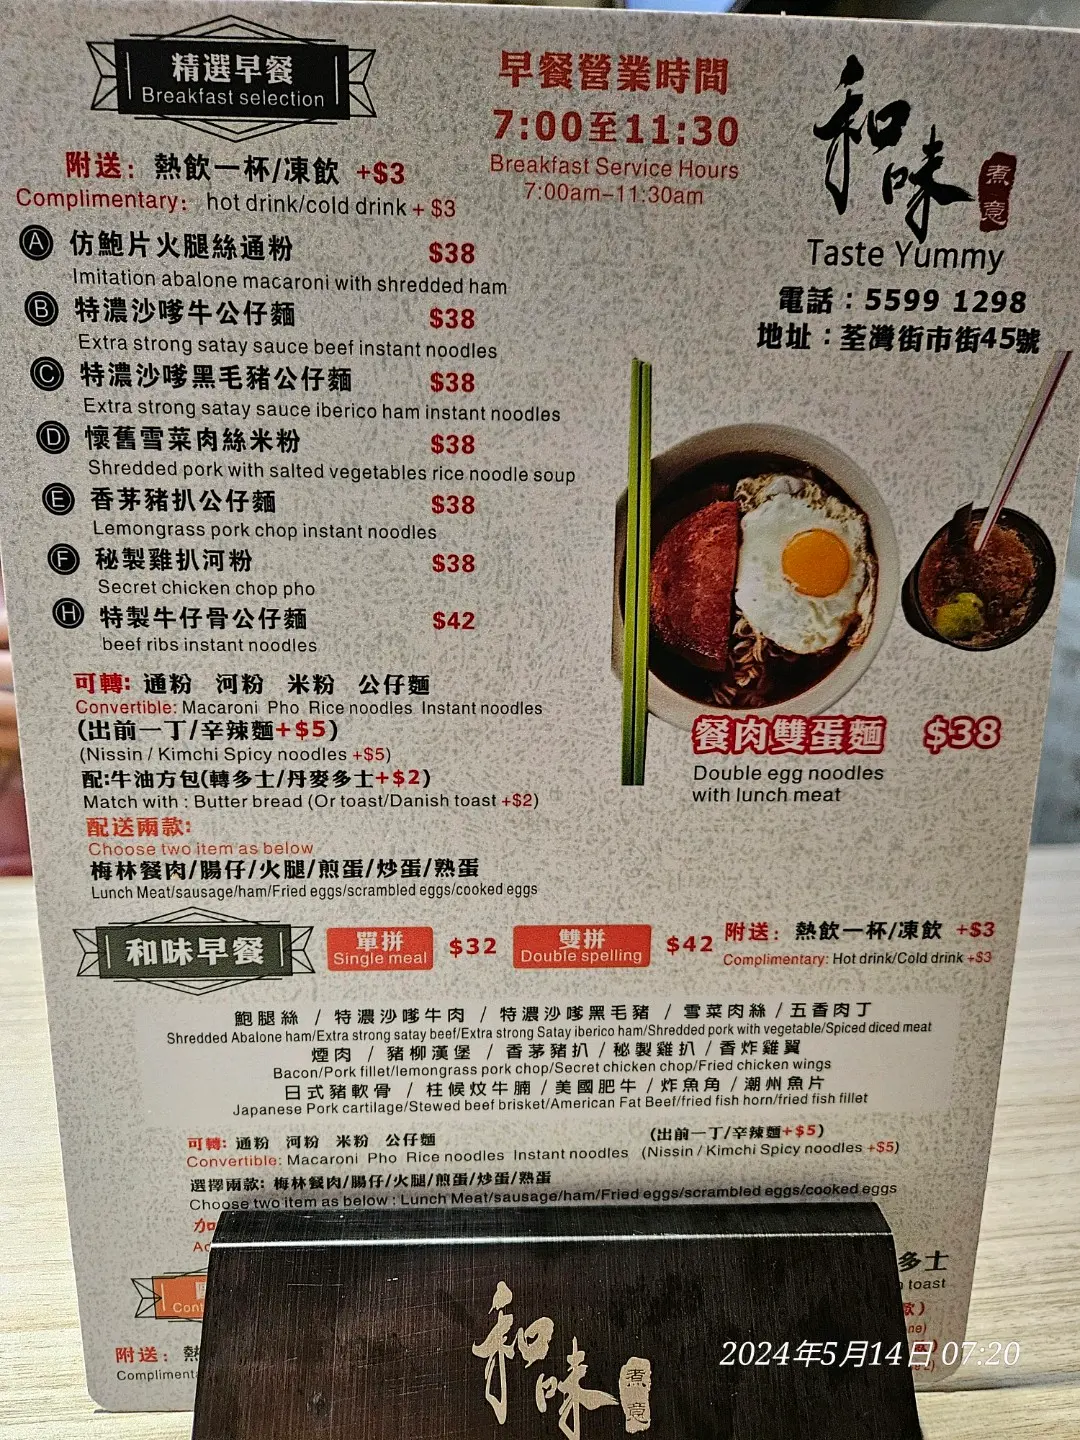 精選早餐
Breakfast selection
早餐營業時間
7:00至11:30
Breakfast Service Hours
7:00am-11:30am
和味
煮意
Taste Yummy
電話：5599 1298
地址：荃灣街市街45號
附送：熱飲一杯/凍飲 +$3
Complimentary: hot drink/cold drink + $3
A 仿鮑片火腿絲通粉 $38
Imitation abalone macaroni with shredded ham
B 特濃沙嗲牛公仔麵 $38
Extra strong satay sauce beef instant noodles
C 特濃沙嗲黑毛豬公仔麵 $38
Extra strong satay sauce iberico ham instant noodles
D 懷舊雪菜肉絲米粉 $38
Shredded pork with salted vegetables rice noodle soup
E 香茅豬扒公仔麵 $38
Lemongrass pork chop instant noodles
F 秘製雞扒河粉 $38
Secret chicken chop pho
H 特製牛仔骨公仔麵 $42
beef ribs instant noodles
可轉: 通粉 河粉 米粉 公仔麵
Convertible: Macaroni Pho Rice noodles Instant noodles
(出前一丁/辛辣麵+$5)
(Nissin / Kimchi Spicy noodles +$5)
配:牛油方包(轉多士/丹麥多士+$2)
Match with : Butter bread (Or toast/Danish toast +$2)
配送兩款:
Choose two item as below
梅林餐肉/腸仔/火腿/煎蛋/炒蛋/熟蛋
Lunch Meat/sausage/ham/Fried eggs/scrambled eggs/cooked eggs
餐肉雙蛋麵 $38
Double egg noodles
with lunch meat
和味早餐
單拼 $32
Single meal
雙拼 $42
Double spelling
附送：熱飲一杯/凍飲 +$3
Complimentary: Hot drink/Cold drink +$3
鮑腿絲 / 特濃沙嗲牛肉 / 特濃沙嗲黑毛豬 / 雪菜肉絲 / 五香肉丁
Shredded Abalone ham/Extra strong satay beef/Extra strong Satay iberico ham/Shredded pork with vegetable/Spiced diced meat
煙肉 / 豬柳漢堡 / 香茅豬扒 / 秘製雞扒 / 香炸雞翼
Bacon/Pork fillet/lemongrass pork chop/Secret chicken chop/Fried chicken wings
日式豬軟骨 / 柱候炆牛腩 / 美國肥牛 / 炸魚角 / 潮州魚片
Japanese Pork cartilage/Stewed beef brisket/American Fat Beef/fried fish horn/fried fish fillet
可轉: 通粉 河粉 米粉 公仔麵 (出前一丁/辛辣麵+$5)
Convertible: Macaroni Pho Rice noodles Instant noodles (Nissin / Kimchi Spicy noodles +$5)
選擇兩款: 梅林餐肉/腸仔/火腿/煎蛋/炒蛋/熟蛋
Choose two item as below : Lunch Meat/sausage/ham/Fried eggs/scrambled eggs/cooked eggs
多士
toast
附送：熱
和味
煮意
2024年5月14日 07:20